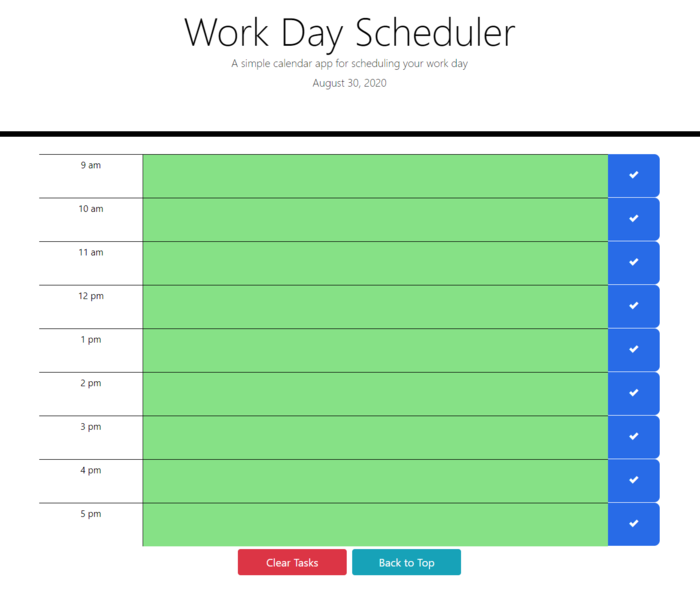 Work Day Scheduler
A simple calendar app for scheduling your work day
August 30, 2020
9 am
10 am
11 am
12 pm
1 pm
2 pm
3 pm
4 pm
5 pm
Clear Tasks
Back to Top